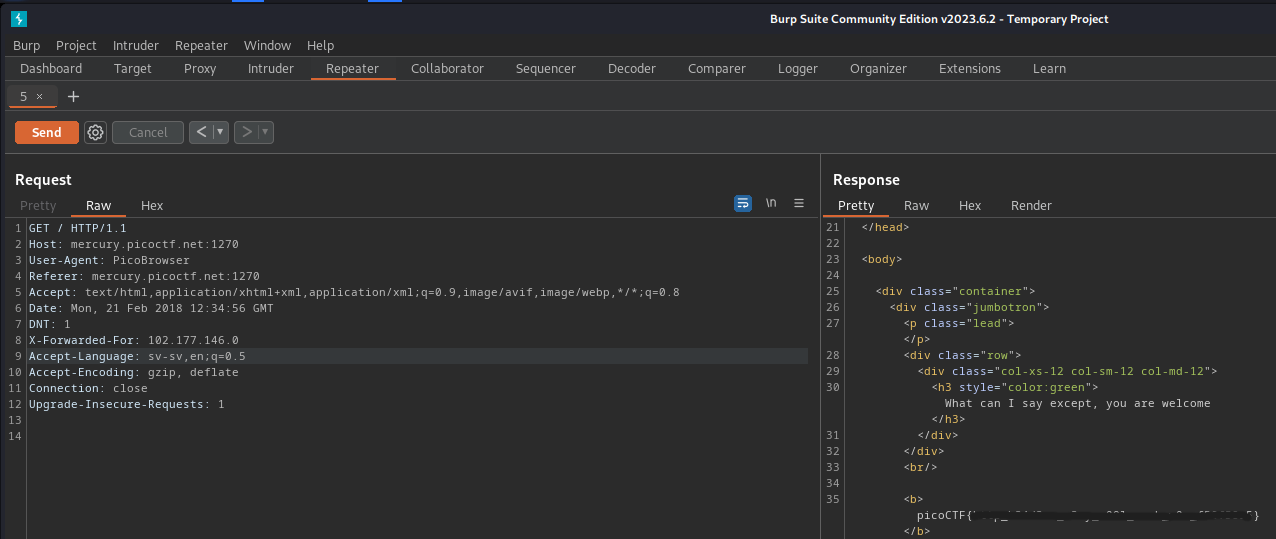 Burp Suite Community Edition v2023.6.2 - Temporary Project
Burp Project Intruder Repeater Window Help
Dashboard Target Proxy Intruder Repeater Collaborator Sequencer Decoder Comparer Logger Organizer Extensions Learn
5 × +
Send Cancel < ▼ > ▼
Request
Pretty Raw Hex \n
1 GET / HTTP/1.1
2 Host: mercury.picoctf.net:1270
3 User-Agent: PicoBrowser
4 Referer: mercury.picoctf.net:1270
5 Accept: text/html,application/xhtml+xml,application/xml;q=0.9,image/avif,image/webp,*/*;q=0.8
6 Date: Mon, 21 Feb 2018 12:34:56 GMT
7 DNT: 1
8 X-Forwarded-For: 102.177.146.0
9 Accept-Language: sv-sv,en;q=0.5
10 Accept-Encoding: gzip, deflate
11 Connection: close
12 Upgrade-Insecure-Requests: 1
13
14
Response
Pretty Raw Hex Render
21 </head>
22
23 <body>
24
25 <div class="container">
26 <div class="jumbotron">
27 <p class="lead">
</p>
28 <div class="row">
29 <div class="col-xs-12 col-sm-12 col-md-12">
30 <h3 style="color:green">
What can I say except, you are welcome
</h3>
31 </div>
32 </div>
33 <br/>
34
35 <b>
picoCTF{ }
</b>